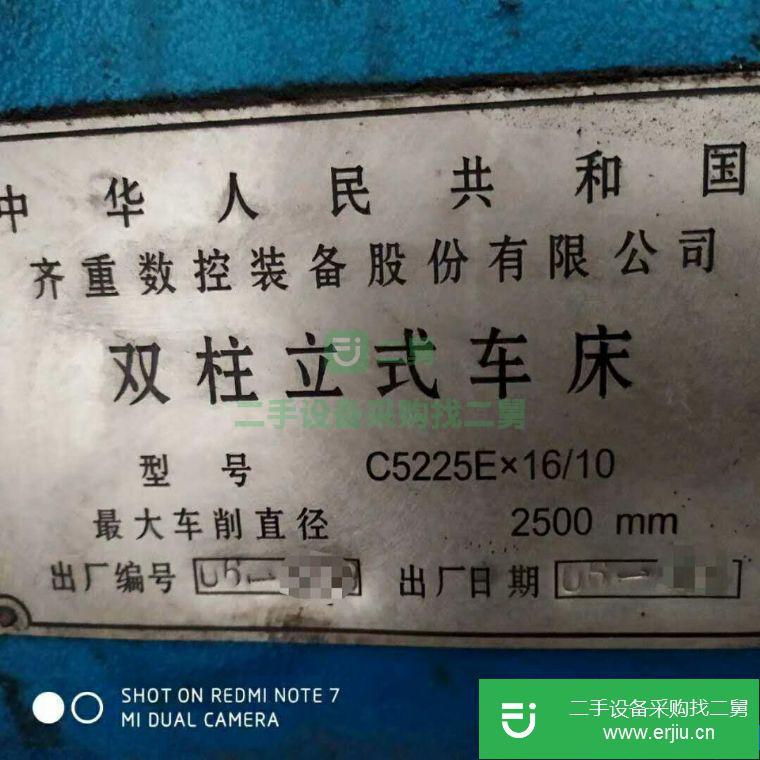 中华人民共和国
齐重数控装备股份有限公司
二舅
双柱立式车床
二手设备采购找二舅
型号 C5225E×16/10
最大车削直径 2500 mm
出厂编号 出厂日期
SHOT ON REDMI NOTE 7
MI DUAL CAMERA
二手设备采购找二舅
www.erjiu.cn